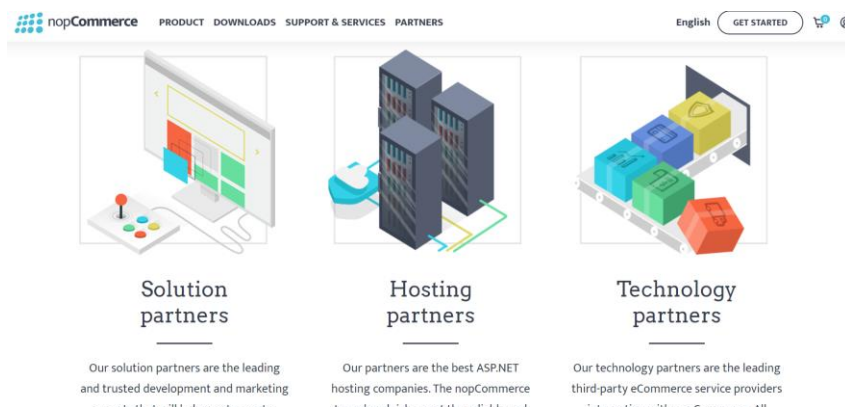 nopCommerce PRODUCT DOWNLOADS SUPPORT & SERVICES PARTNERS English GET STARTED 0
Solution
partners
Hosting
partners
Technology
partners
Our solution partners are the leading
and trusted development and marketing
Our partners are the best ASP.NET
hosting companies. The nopCommerce
Our technology partners are the leading
third-party eCommerce service providers